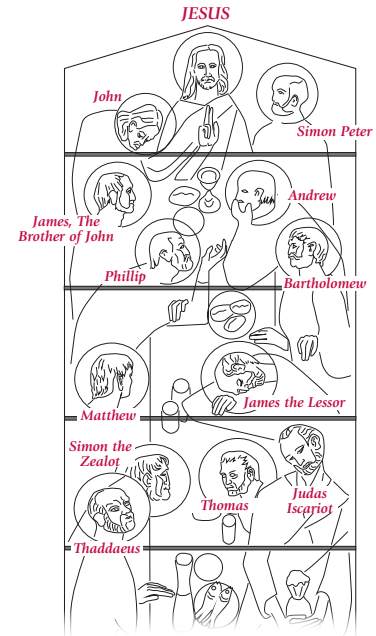 JESUS
John
Simon Peter
James, The
Brother of John
Andrew
Phillip
Bartholomew
Matthew
James the Lessor
Simon the
Zealot
Thomas
Judas
Iscariot
Thaddaeus